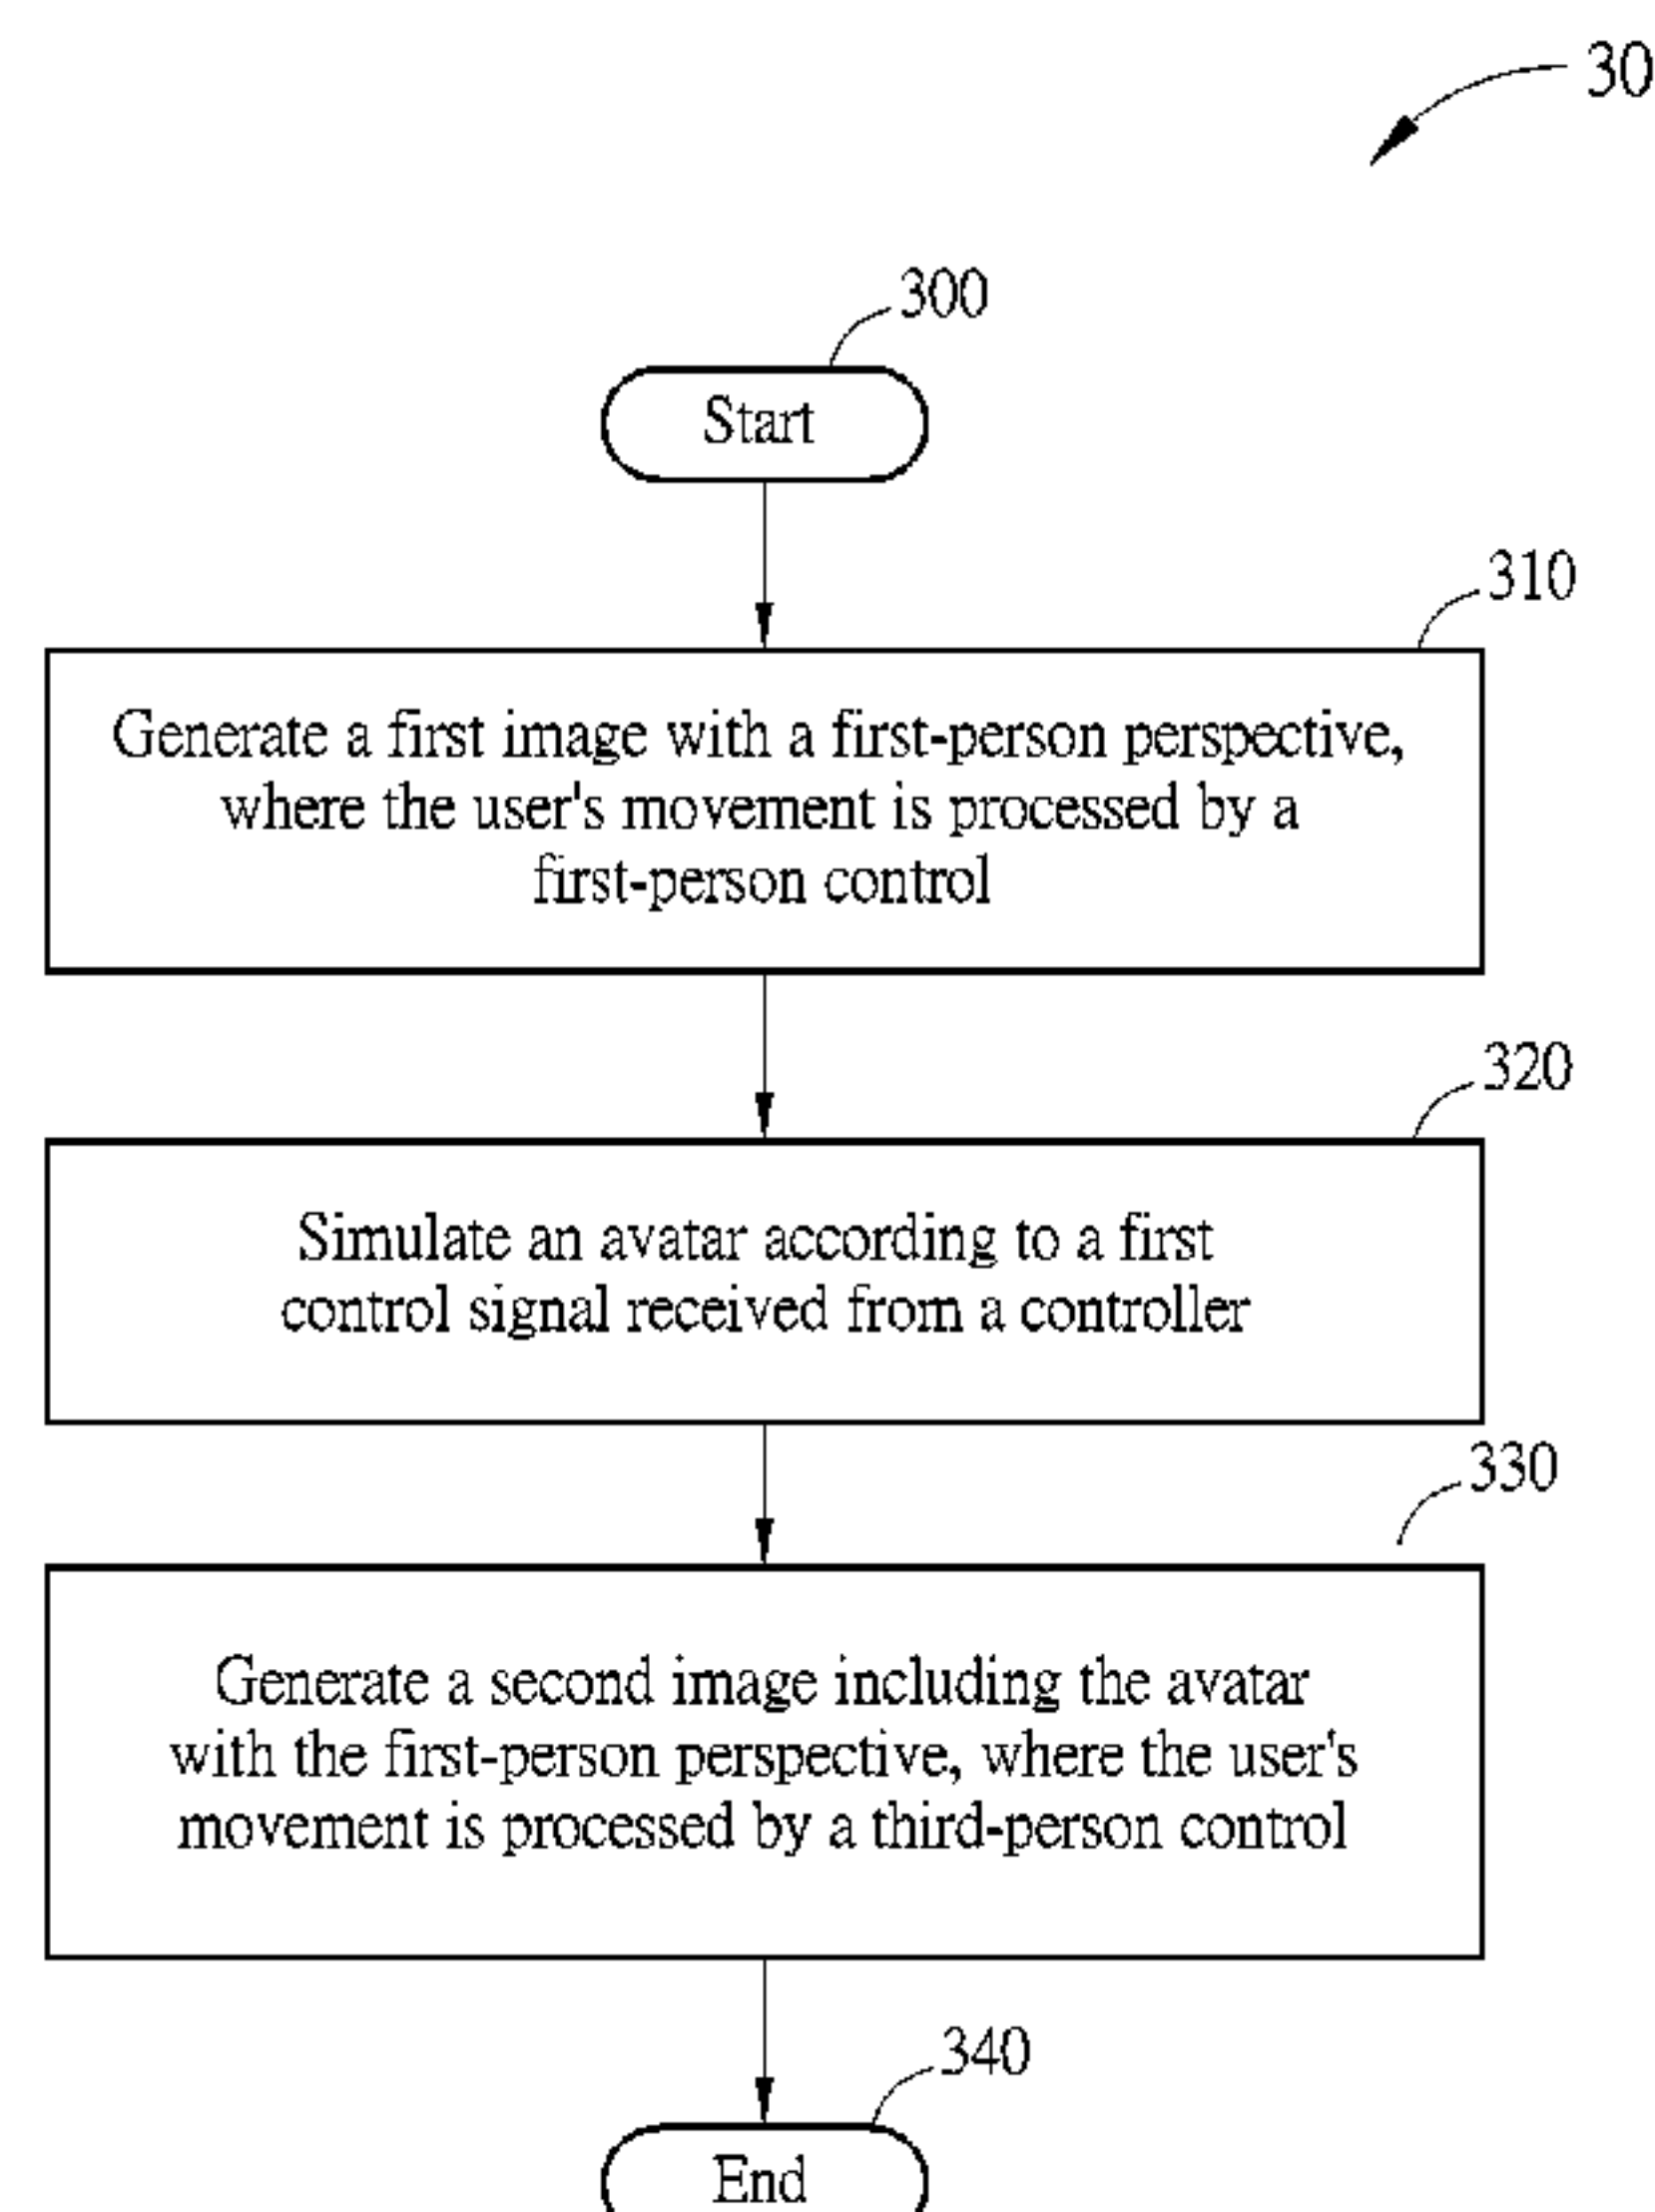 30
300
Start
310
Generate a first image with a first-person perspective,
where the user's movement is processed by a
first-person control
320
Simulate an avatar according to a first
control signal received from a controller
330
Generate a second image including the avatar
with the first-person perspective, where the user's
movement is processed by a third-person control
340
End